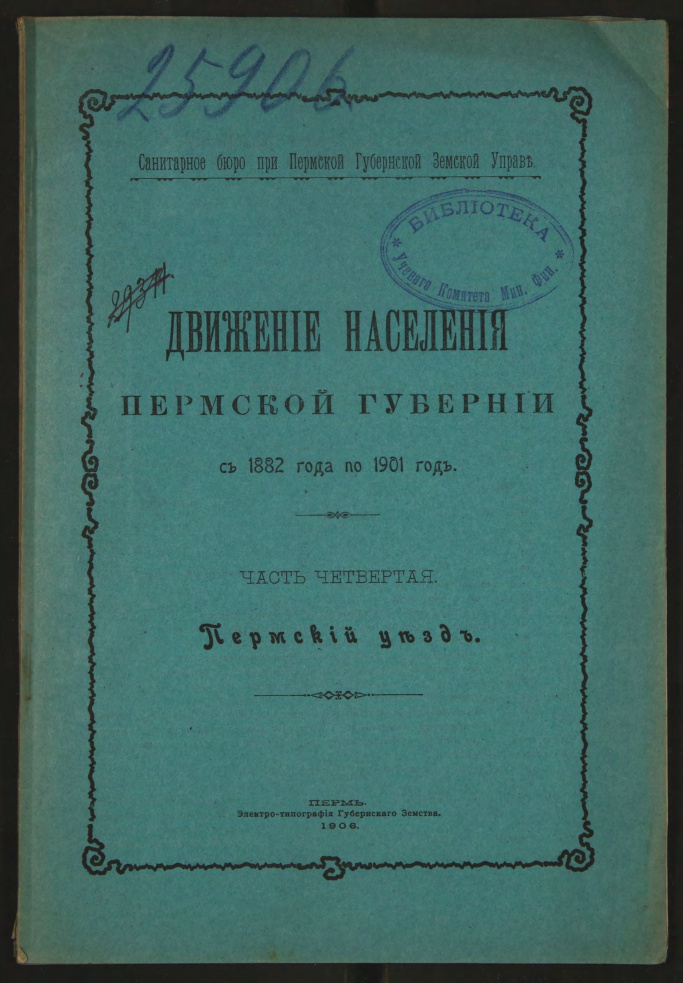 25906
Санитарное бюро при Пермской Губернской Земской Управѣ.
БИБЛІОТЕКА
* Ученаго Комитета Мин. Фин. *
ДВИЖЕНІЕ НАСЕЛЕНІЯ
ПЕРМСКОЙ ГУБЕРНІИ
съ 1882 года по 1901 годъ.
ЧАСТЬ ЧЕТВЕРТАЯ.
Пермскій уѣздъ.
ПЕРМЬ.
Электро-типографія Губернскаго Земства.
1906.